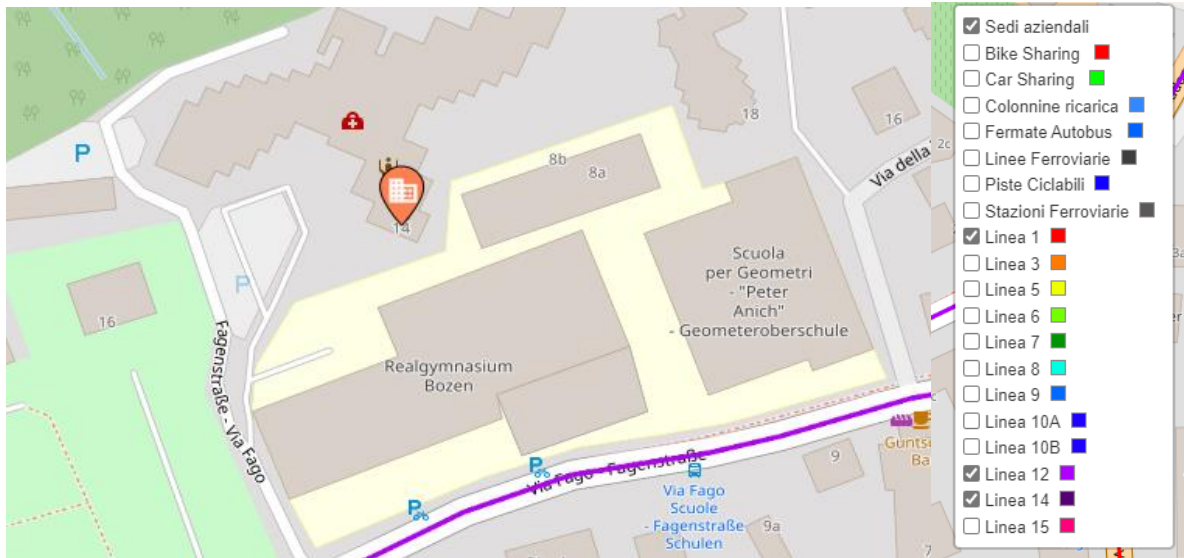 P
P
14
16
Fagenstraße - Via Fago
8b
8a
18
16
Via della
2c
Scuola
per Geometri
- "Peter
Anich"
- Geometeroberschule
Realgymnasium
Bozen
P
P
Via Fago - Fagenstraße
Via Fago
Scuole
- Fagenstraße
Schulen
9
9a
7
Sedi aziendali
Bike Sharing
Car Sharing
Colonnine ricarica
Fermate Autobus
Linee Ferroviarie
Piste Ciclabili
Stazioni Ferroviarie
Linea 1
Linea 3
Linea 5
Linea 6
Linea 7
Linea 8
Linea 9
Linea 10A
Linea 10B
Linea 12
Linea 14
Linea 15